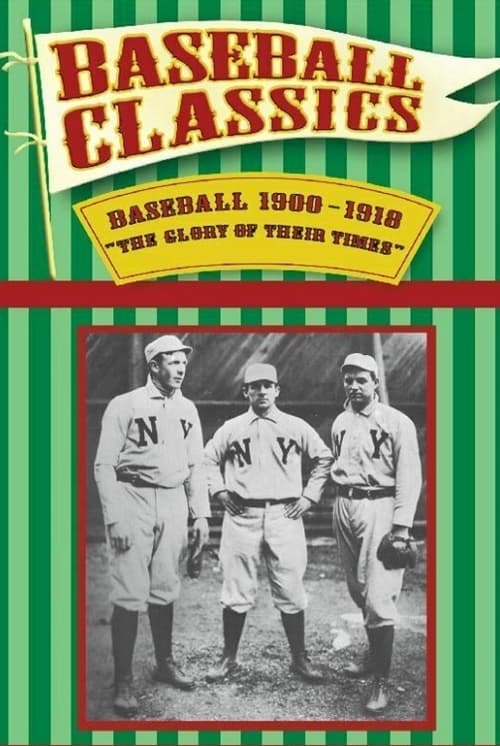 BASEBALL
CLASSICS
BASEBALL 1900-1918
"THE GLORY OF THEIR TIMES"
N Y
N Y
N Y